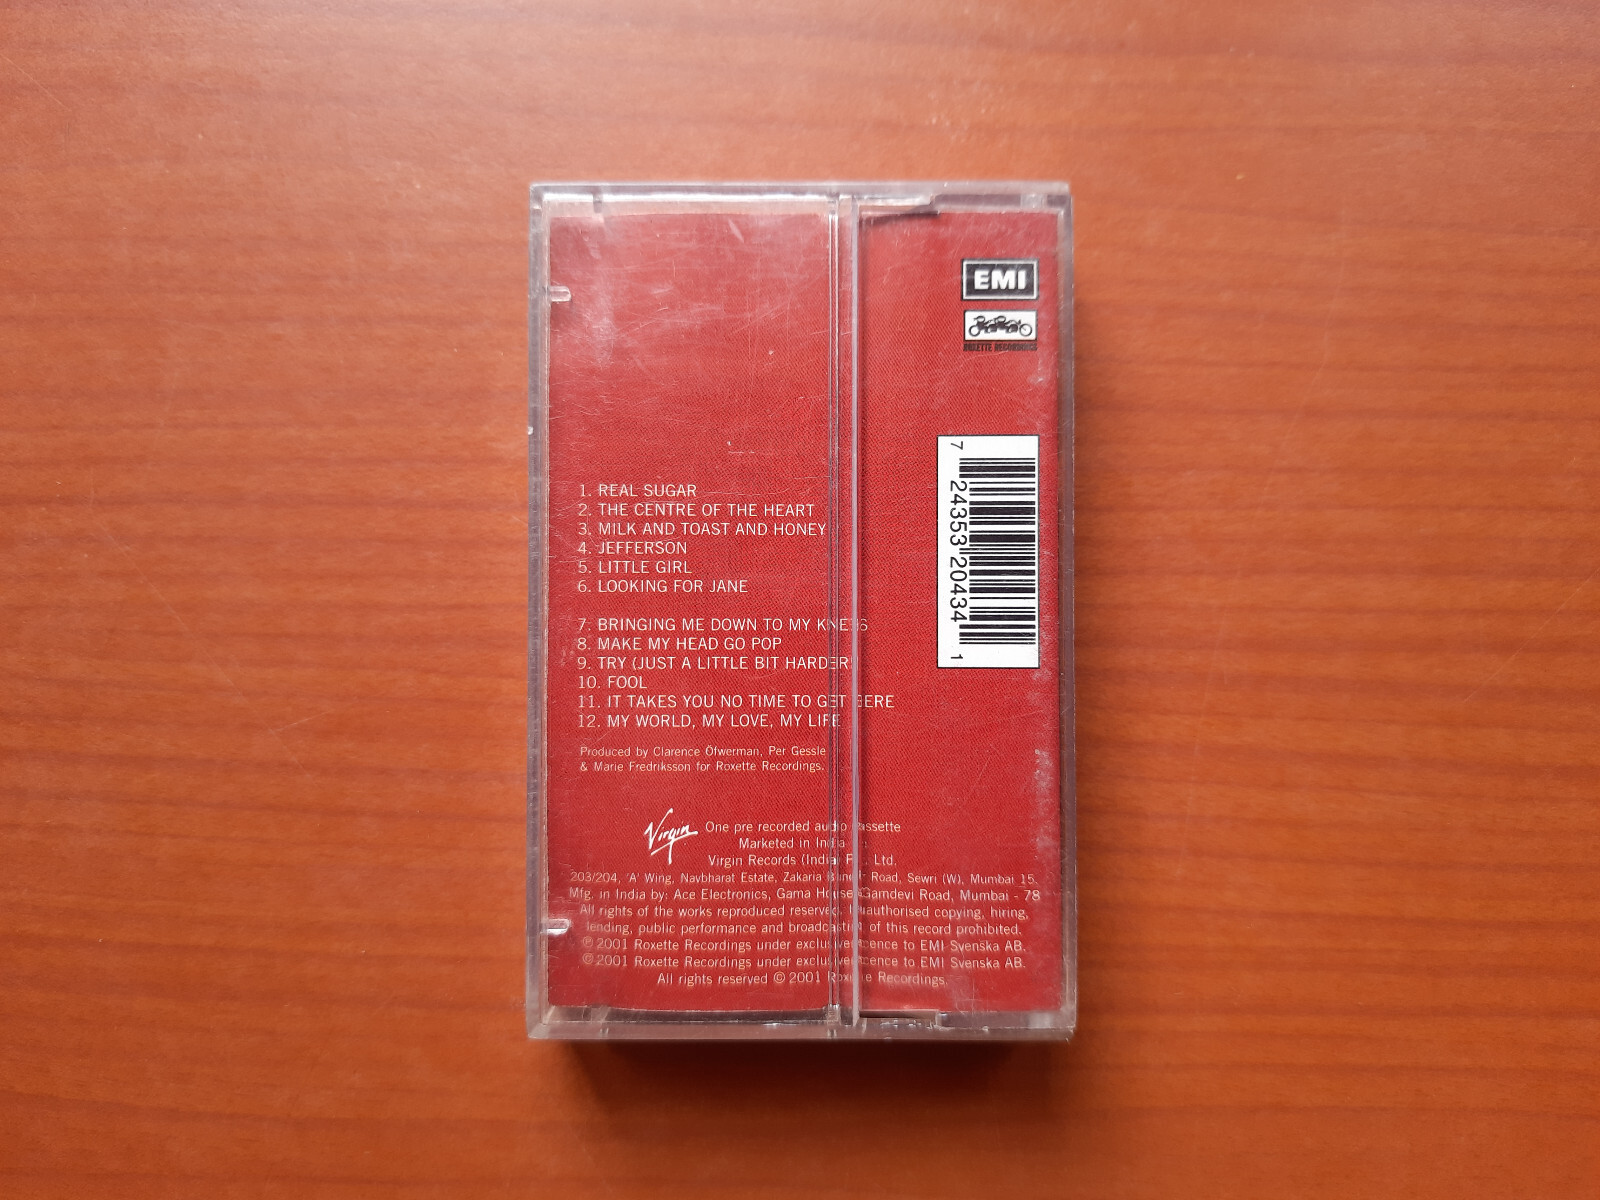 EMI
ROXETTE RECORDINGS
7 24353 20434 1
1. REAL SUGAR
2. THE CENTRE OF THE HEART
3. MILK AND TOAST AND HONEY
4. JEFFERSON
5. LITTLE GIRL
6. LOOKING FOR JANE
7. BRINGING ME DOWN TO MY KNEES
8. MAKE MY HEAD GO POP
9. TRY (JUST A LITTLE BIT HARDER)
10. FOOL
11. IT TAKES YOU NO TIME TO GET HERE
12. MY WORLD, MY LOVE, MY LIFE
Produced by Clarence Öfwerman, Per Gessle
& Marie Fredriksson for Roxette Recordings.
Virgin One pre recorded audio cassette
Marketed in India by:
Virgin Records (India) Pvt. Ltd.
203/204, 'A' Wing, Navbharat Estate, Zakaria Bunder Road, Sewri (W), Mumbai 15.
Mfg. in India by: Ace Electronics, Gama House, Gamdevi Road, Mumbai - 78
All rights of the works reproduced reserved. Unauthorised copying, hiring,
lending, public performance and broadcasting of this record prohibited.
℗ 2001 Roxette Recordings under exclusive licence to EMI Svenska AB.
© 2001 Roxette Recordings under exclusive licence to EMI Svenska AB.
All rights reserved © 2001 Roxette Recordings.